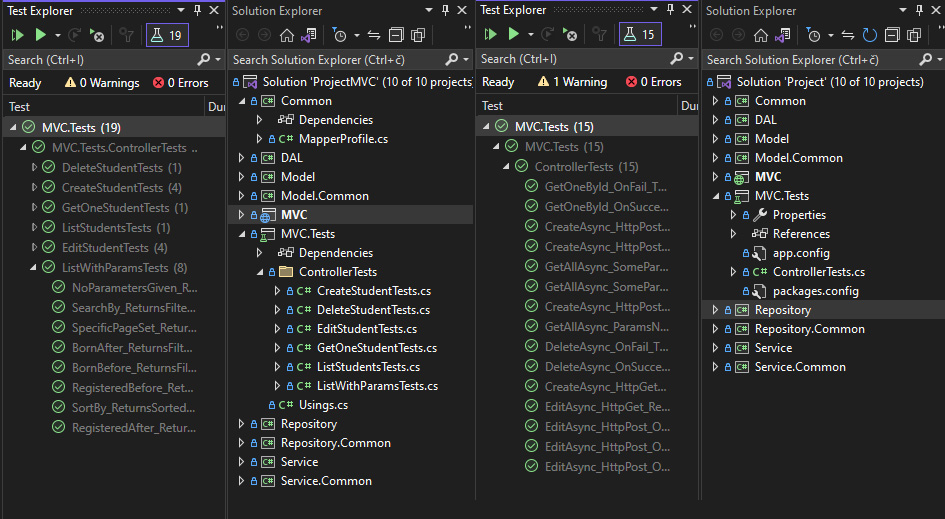 Test Explorer
19
Search (Ctrl+I)
Ready 0 Warnings 0 Errors
Test Dur
MVC.Tests (19)
MVC.Tests.ControllerTests ..
DeleteStudentTests (1)
CreateStudentTests (4)
GetOneStudentTests (1)
ListStudentsTests (1)
EditStudentTests (4)
ListWithParamsTests (8)
NoParametersGiven_R...
SearchBy_ReturnsFilte...
SpecificPageSet_Retur...
BornAfter_ReturnsFilt...
BornBefore_ReturnsFil...
RegisteredBefore_Ret...
SortBy_ReturnsSorted...
RegisteredAfter_Retur...
Solution Explorer
Search Solution Explorer (Ctrl+č)
Solution 'ProjectMVC' (10 of 10 projects)
Common
Dependencies
MapperProfile.cs
DAL
Model
Model.Common
MVC
MVC.Tests
Dependencies
ControllerTests
CreateStudentTests.cs
DeleteStudentTests.cs
EditStudentTests.cs
GetOneStudentTests.cs
ListStudentsTests.cs
ListWithParamsTests.cs
Usings.cs
Repository
Repository.Common
Service
Service.Common
Test Explorer
15
Search (Ctrl+I)
Ready 1 Warning 0 Errors
Test Dur
MVC.Tests (15)
MVC.Tests (15)
ControllerTests (15)
GetOneById_OnFail_T...
GetOneById_OnSucce...
CreateAsync_HttpPost...
CreateAsync_HttpPost...
GetAllAsync_SomePar...
GetAllAsync_SomePar...
CreateAsync_HttpPost...
GetAllAsync_ParamsN...
DeleteAsync_OnFail_T...
DeleteAsync_OnSucce...
CreateAsync_HttpGet...
EditAsync_HttpGet_Re...
EditAsync_HttpPost_O...
EditAsync_HttpPost_O...
EditAsync_HttpPost_O...
Solution Explorer
Search Solution Explorer (Ctrl+č)
Solution 'Project' (10 of 10 projects)
Common
DAL
Model
Model.Common
MVC
MVC.Tests
Properties
References
app.config
ControllerTests.cs
packages.config
Repository
Repository.Common
Service
Service.Common